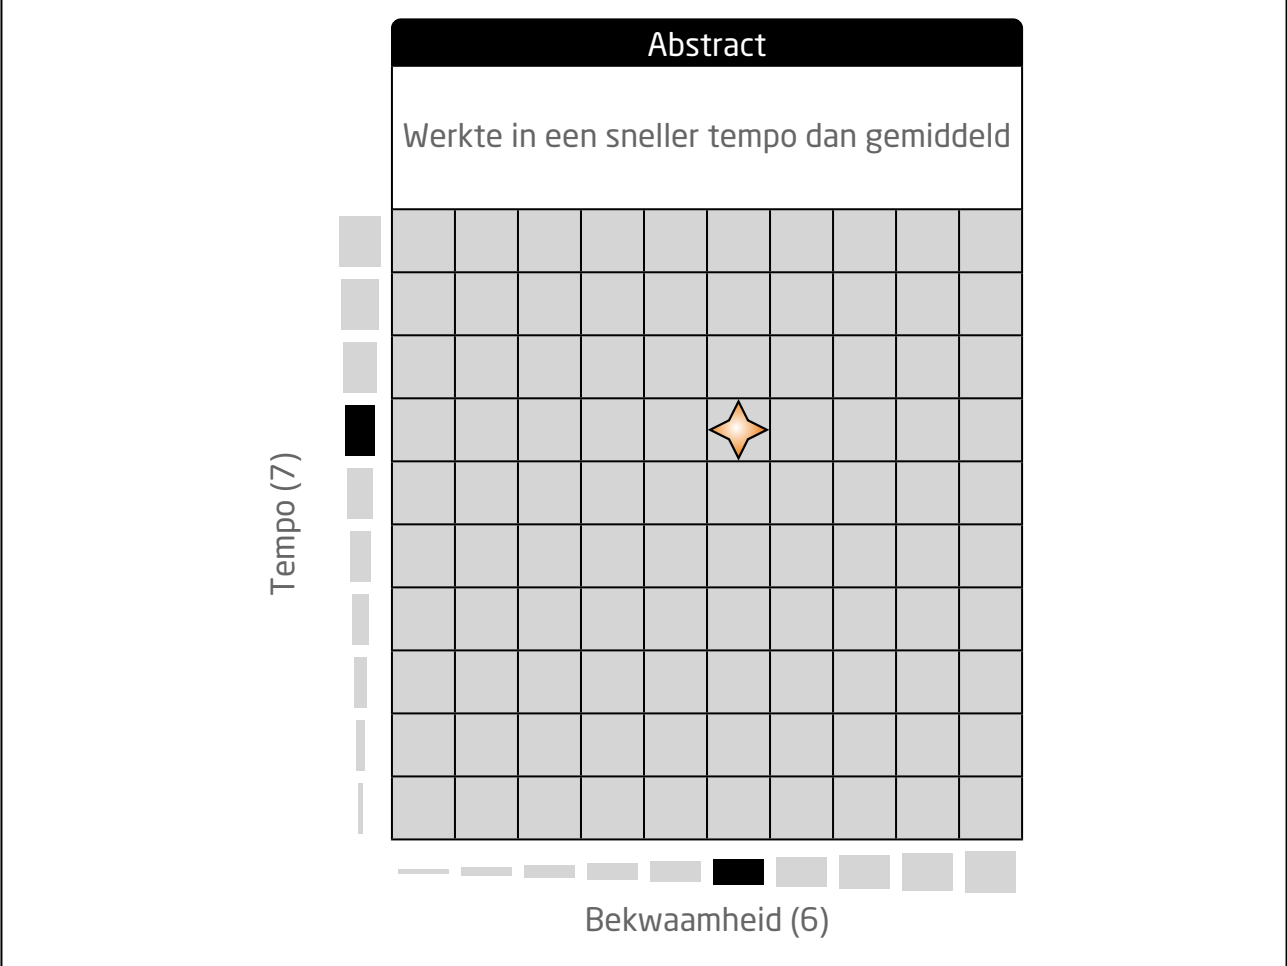 Abstract
Werkte in een sneller tempo dan gemiddeld
Tempo (7)
Bekwaamheid (6)